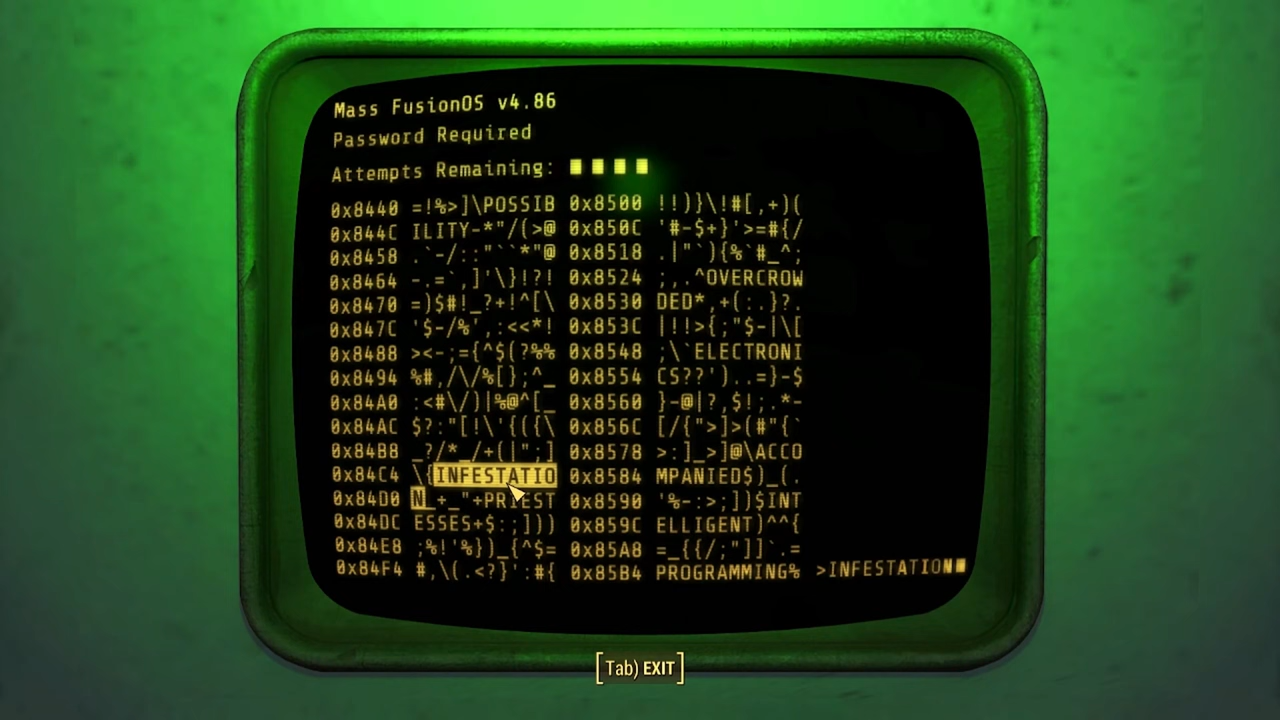 Mass FusionOS v4.86
Password Required
Attempts Remaining: ■ ■ ■ ■
0x8440 =!%>]\POSSIB 0x8500 !!)}\!#[,+)(
0x844C ILITY-*"/(>@ 0x850C '#-$+}'>=#{/
0x8458 .`-/::"``*"@ 0x8518 .|"`){%`#_^;
0x8464 -.=`,]'\}!?! 0x8524 ;,.^OVERCROW
0x8470 =)$#!_?+!^[\ 0x8530 DED*,+(:.}?.
0x847C '$-/%',:<<*! 0x853C |!!>{;"$-|\[
0x8488 ><-;={^$(?%% 0x8548 ;\`ELECTRONI
0x8494 %#,/\/%[};^_ 0x8554 CS??')..=}-$
0x84A0 :<#\/)|%@^[_ 0x8560 }-@|?,$!;.*-
0x84AC $?:"[!\'{({\ 0x856C [/{">]>(#"{`
0x84B8 _?/*_/+(|";] 0x8578 >:]_>]@\ACCO
0x84C4 \{INFESTATIO 0x8584 MPANIED$)_(.
0x84D0 N_+_"+PRIEST 0x8590 '%-:>;])$INT
0x84DC ESSES+$:;])) 0x859C ELLIGENT)^^{
0x84E8 ;%!'%})_{^$= 0x85A8 =_{{/;"]]`.=
0x84F4 #,\(.<?}':#{ 0x85B4 PROGRAMMING% >INFESTATION■
[Tab) EXIT]